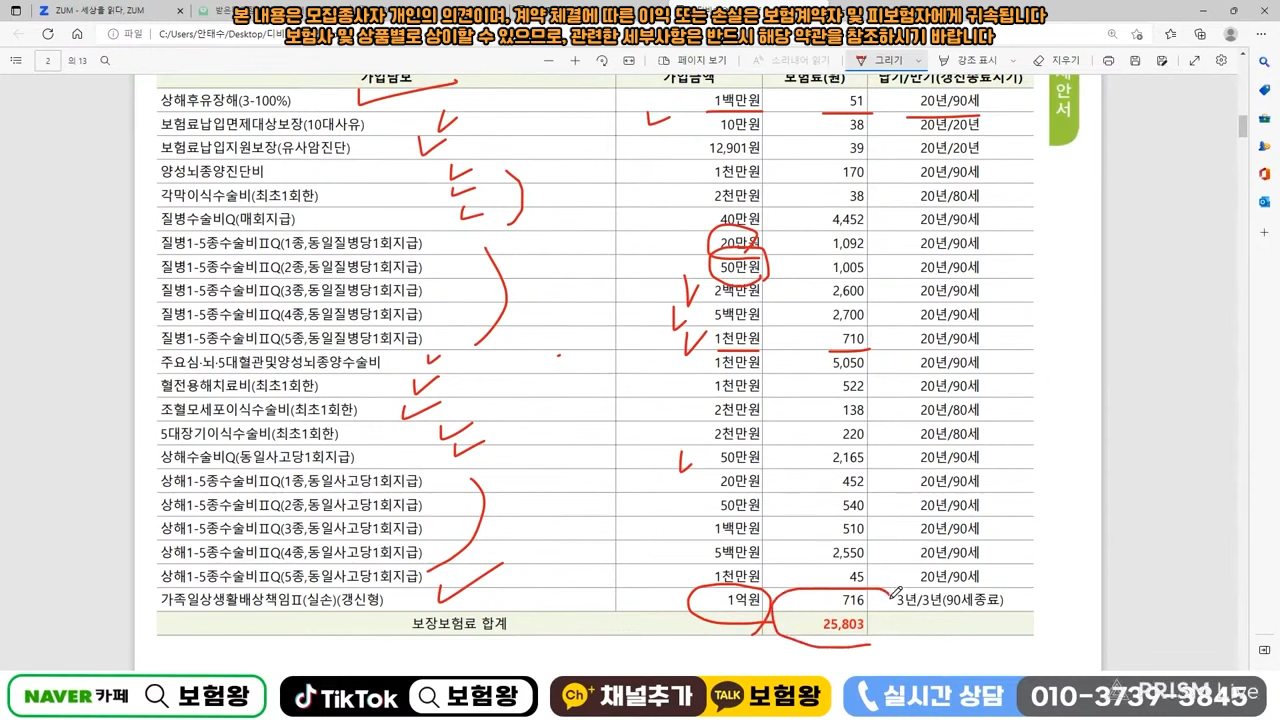 본 내용은 모집종사자 개인의 의견이며, 계약 체결에 따른 이익 또는 손실은 보험계약자 및 피보험자에게 귀속됩니다
보험사 및 상품별로 상이할 수 있으므로, 관련한 세부사항은 반드시 해당 약관을 참조하시기 바랍니다
ZUM - 세상을 읽다, ZUM
파일 C:/Users/안태수/Desktop/디비
2 의 13 페이지 보기 소리내어 읽기 그리기 강조 표시 지우기
가입담보 가입금액 보험료(원) 납기/만기(갱신종료시기)
제안서
상해후유장해(3-100%) 1백만원 51 20년/90세
보험료납입면제대상보장(10대사유) 10만원 38 20년/20년
보험료납입지원보장(유사암진단) 12,901원 39 20년/20년
양성뇌종양진단비 1천만원 170 20년/90세
각막이식수술비(최초1회한) 2천만원 38 20년/80세
질병수술비Q(매회지급) 40만원 4,452 20년/90세
질병1-5종수술비ⅡQ(1종,동일질병당1회지급) 20만원 1,092 20년/90세
질병1-5종수술비ⅡQ(2종,동일질병당1회지급) 50만원 1,005 20년/90세
질병1-5종수술비ⅡQ(3종,동일질병당1회지급) 2백만원 2,600 20년/90세
질병1-5종수술비ⅡQ(4종,동일질병당1회지급) 5백만원 2,700 20년/90세
질병1-5종수술비ⅡQ(5종,동일질병당1회지급) 1천만원 710 20년/90세
주요심·뇌·5대혈관및양성뇌종양수술비 1천만원 5,050 20년/90세
혈전용해치료비(최초1회한) 1천만원 522 20년/90세
조혈모세포이식수술비(최초1회한) 2천만원 138 20년/80세
5대장기이식수술비(최초1회한) 2천만원 220 20년/80세
상해수술비Q(동일사고당1회지급) 50만원 2,165 20년/90세
상해1-5종수술비ⅡQ(1종,동일사고당1회지급) 20만원 452 20년/90세
상해1-5종수술비ⅡQ(2종,동일사고당1회지급) 50만원 540 20년/90세
상해1-5종수술비ⅡQ(3종,동일사고당1회지급) 1백만원 510 20년/90세
상해1-5종수술비ⅡQ(4종,동일사고당1회지급) 5백만원 2,550 20년/90세
상해1-5종수술비ⅡQ(5종,동일사고당1회지급) 1천만원 45 20년/90세
가족일상생활배상책임Ⅱ(실손)(갱신형) 1억원 716 3년/3년(90세종료)
보장보험료 합계 25,803
NAVER 카페 보험왕 TikTok 보험왕 Ch+ 채널추가 TALK 보험왕 실시간 상담 010-3739-5845
PRISM Live